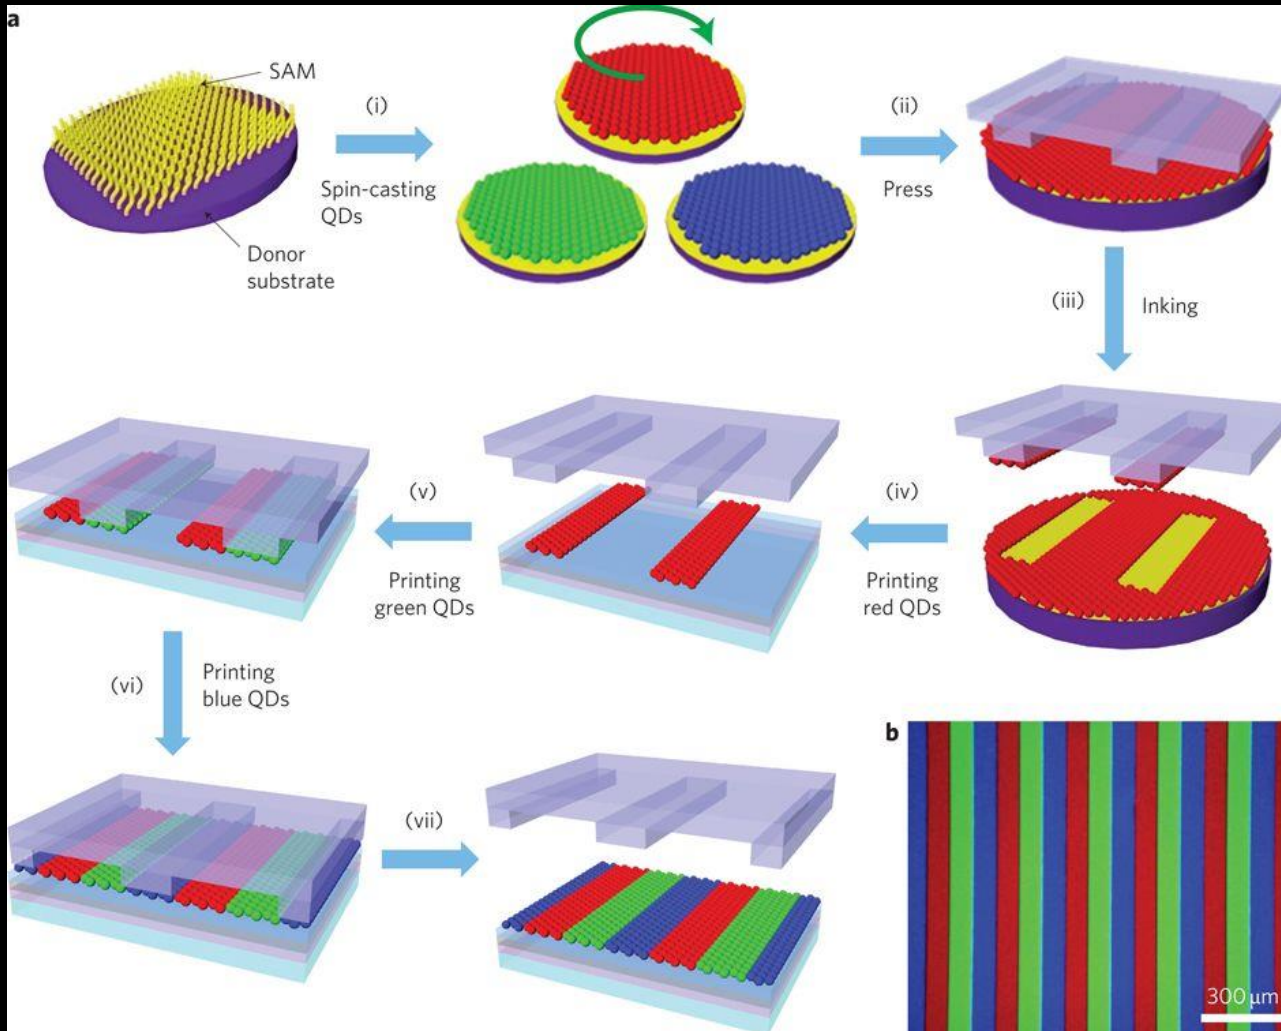 a
SAM
(i)
Spin-casting
QDs
Donor
substrate
(ii)
Press
(iii)
Inking
(iv)
Printing
red QDs
(v)
Printing
green QDs
(vi)
Printing
blue QDs
(vii)
b
300 μm